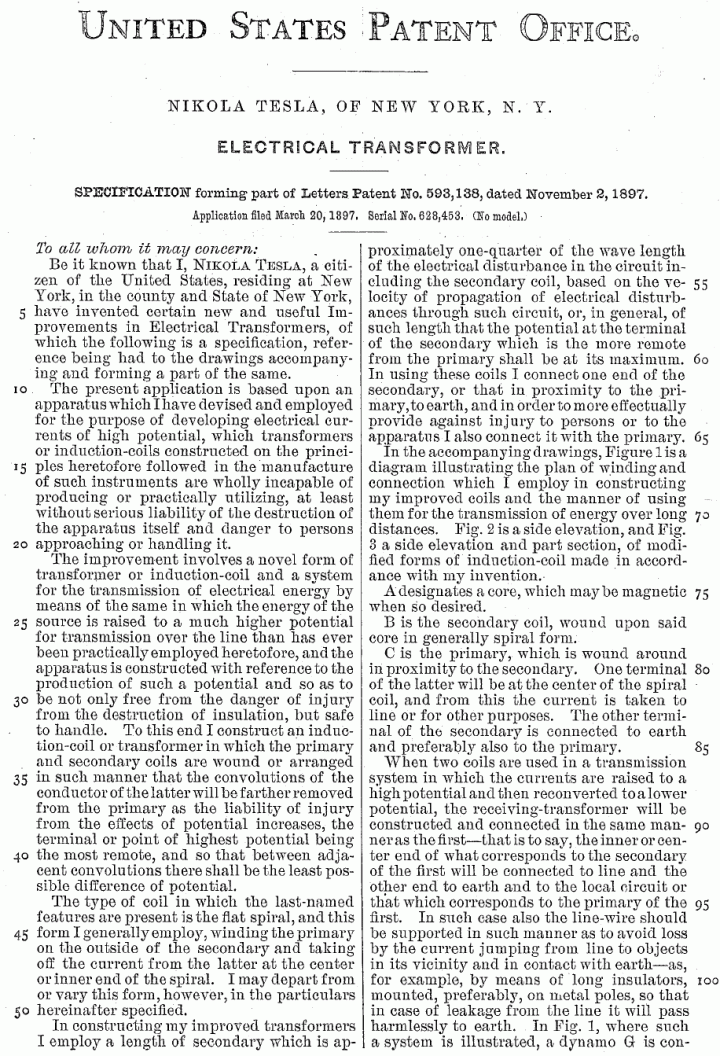 UNITED STATES PATENT OFFICE.
NIKOLA TESLA, OF NEW YORK, N. Y.
ELECTRICAL TRANSFORMER.
SPECIFICATION forming part of Letters Patent No. 593,138, dated November 2, 1897.
Application filed March 20, 1897. Serial No. 628,453. (No model.)
To all whom it may concern:
Be it known that I, NIKOLA TESLA, a citi-
zen of the United States, residing at New
York, in the county and State of New York,
5 have invented certain new and useful Im-
provements in Electrical Transformers, of
which the following is a specification, refer-
ence being had to the drawings accompany-
ing and forming a part of the same.
10 The present application is based upon an
apparatus which I have devised and employed
for the purpose of developing electrical cur-
rents of high potential, which transformers
or induction-coils constructed on the princi-
15 ples heretofore followed in the manufacture
of such instruments are wholly incapable of
producing or practically utilizing, at least
without serious liability of the destruction of
the apparatus itself and danger to persons
20 approaching or handling it.
The improvement involves a novel form of
transformer or induction-coil and a system
for the transmission of electrical energy by
means of the same in which the energy of the
25 source is raised to a much higher potential
for transmission over the line than has ever
been practically employed heretofore, and the
apparatus is constructed with reference to the
production of such a potential and so as to
30 be not only free from the danger of injury
from the destruction of insulation, but safe
to handle. To this end I construct an induc-
tion-coil or transformer in which the primary
and secondary coils are wound or arranged
35 in such manner that the convolutions of the
conductor of the latter will be farther removed
from the primary as the liability of injury
from the effects of potential increases, the
terminal or point of highest potential being
40 the most remote, and so that between adja-
cent convolutions there shall be the least pos-
sible difference of potential.
The type of coil in which the last-named
features are present is the flat spiral, and this
45 form I generally employ, winding the primary
on the outside of the secondary and taking
off the current from the latter at the center
or inner end of the spiral. I may depart from
or vary this form, however, in the particulars
50 hereinafter specified.
In constructing my improved transformers
I employ a length of secondary which is ap-
proximately one-quarter of the wave length
of the electrical disturbance in the circuit in-
cluding the secondary coil, based on the ve- 55
locity of propagation of electrical disturb-
ances through such circuit, or, in general, of
such length that the potential at the terminal
of the secondary which is the more remote
from the primary shall be at its maximum. 60
In using these coils I connect one end of the
secondary, or that in proximity to the pri-
mary, to earth, and in order to more effectually
provide against injury to persons or to the
apparatus I also connect it with the primary. 65
In the accompanying drawings, Figure 1 is a
diagram illustrating the plan of winding and
connection which I employ in constructing
my improved coils and the manner of using
them for the transmission of energy over long 70
distances. Fig. 2 is a side elevation, and Fig.
3 a side elevation and part section, of modi-
fied forms of induction-coil made in accord-
ance with my invention.
A designates a core, which may be magnetic 75
when so desired.
B is the secondary coil, wound upon said
core in generally spiral form.
C is the primary, which is wound around
in proximity to the secondary. One terminal 80
of the latter will be at the center of the spiral
coil, and from this the current is taken to
line or for other purposes. The other termi-
nal of the secondary is connected to earth
and preferably also to the primary. 85
When two coils are used in a transmission
system in which the currents are raised to a
high potential and then reconverted to a lower
potential, the receiving-transformer will be
constructed and connected in the same man- 90
ner as the first—that is to say, the inner or cen-
ter end of what corresponds to the secondary
of the first will be connected to line and the
other end to earth and to the local circuit or
that which corresponds to the primary of the 95
first. In such case also the line-wire should
be supported in such manner as to avoid loss
by the current jumping from line to objects
in its vicinity and in contact with earth—as,
for example, by means of long insulators, 100
mounted, preferably, on metal poles, so that
in case of leakage from the line it will pass
harmlessly to earth. In Fig. 1, where such
a system is illustrated, a dynamo G is con-